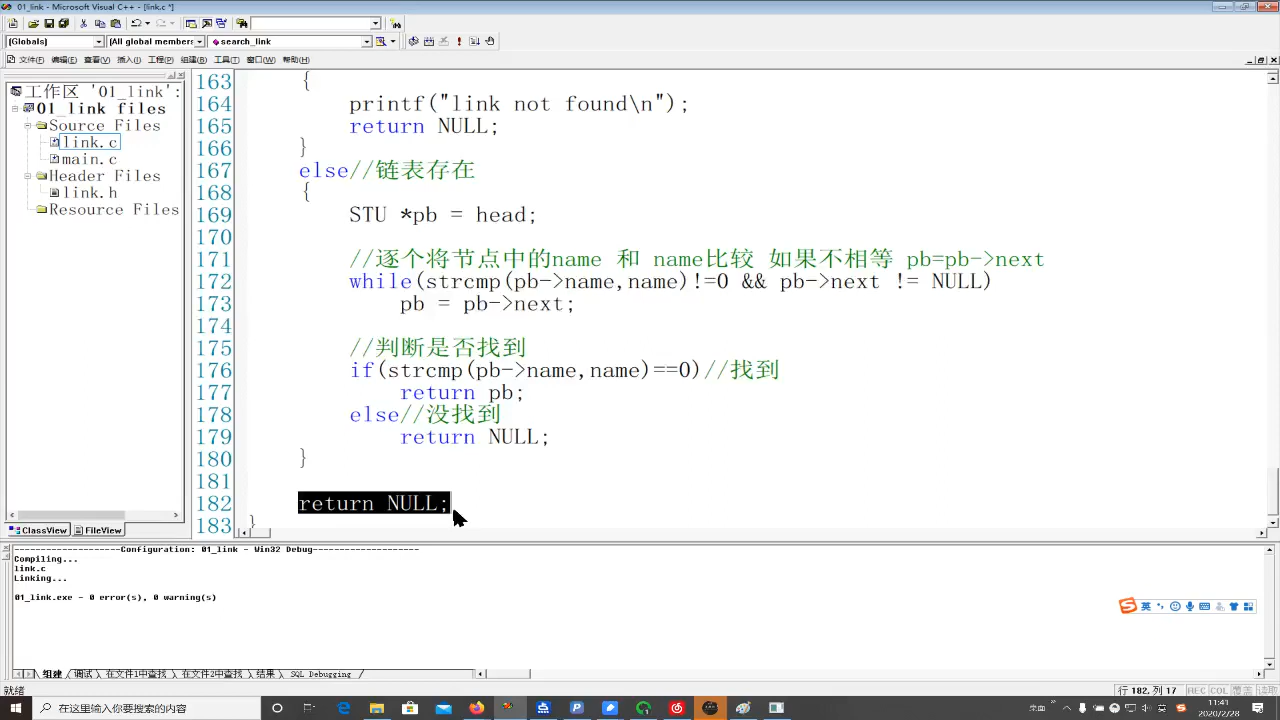 01_link - Microsoft Visual C++ - [link.c *]
(Globals) (All global members search_link
文件(F) 编辑(E) 查看(V) 插入(I) 工程(P) 组建(B) 工具(T) 窗口(W) 帮助(H)
工作区 '01_link':
01_link files
Source Files
link.c
main.c
Header Files
link.h
Resource Files
ClassView FileView
163 {
164 printf("link not found\n");
165 return NULL;
166 }
167 else//链表存在
168 {
169 STU *pb = head;
170
171 //逐个将节点中的name 和 name比较 如果不相等 pb=pb->next
172 while(strcmp(pb->name,name)!=0 && pb->next != NULL)
173 pb = pb->next;
174
175 //判断是否找到
176 if(strcmp(pb->name,name)==0)//找到
177 return pb;
178 else//没找到
179 return NULL;
180 }
181
182 return NULL;
183 }
--------------------Configuration: 01_link - Win32 Debug--------------------
Compiling...
link.c
Linking...
01_link.exe - 0 error(s), 0 warning(s)
英
组建 调试 在文件1中查找 在文件2中查找 结果 SQL Debugging
就绪
行 182, 列 17 REC COL 覆盖 读取
在这里输入你要搜索的内容
英
11:41
2020/2/28